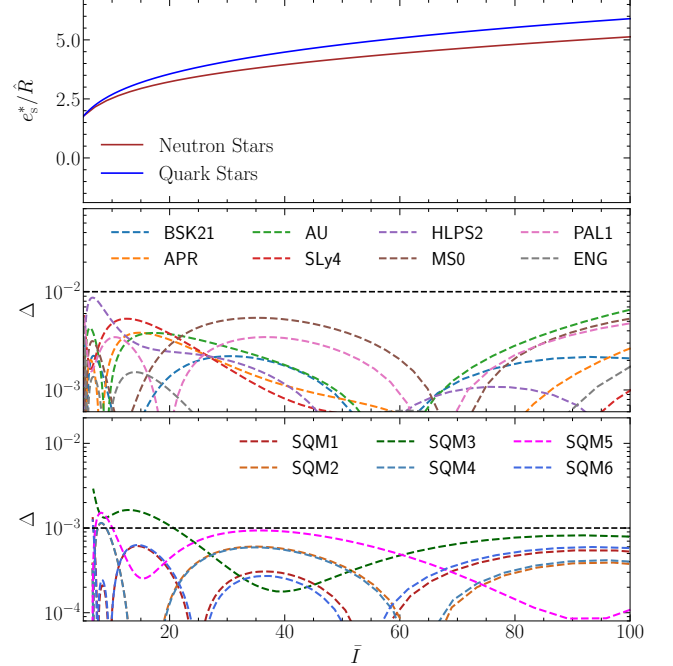 5.0
2.5
0.0
e_s^*/R̂
Neutron Stars
Quark Stars
BSK21 AU HLPS2 PAL1
APR SLy4 MS0 ENG
10^{-2}
10^{-3}
Δ
SQM1 SQM3 SQM5
SQM2 SQM4 SQM6
10^{-2}
10^{-3}
10^{-4}
Δ
20 40 60 80 100
Ī